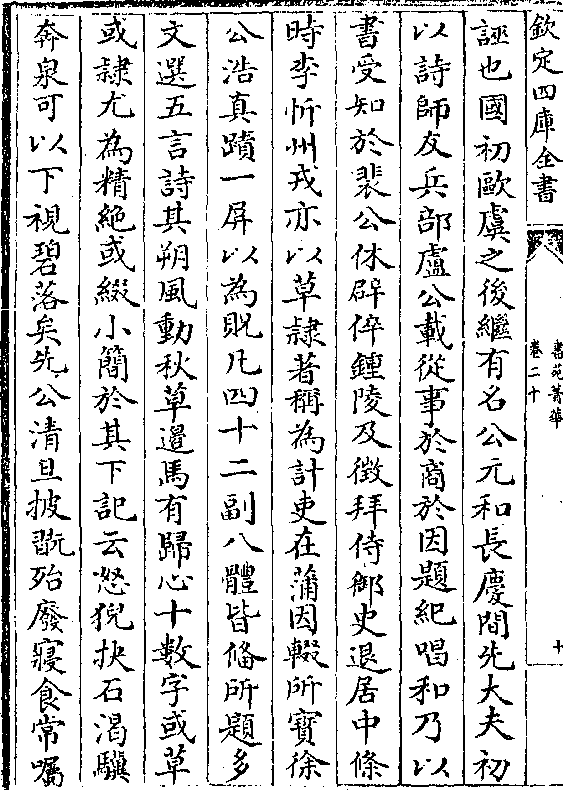 欽定四庫全書
書苑菁華
卷二十
十
誣也國初歐虞之後繼有名公元和長慶間先大夫初
以詩師友兵部盧公載從事於商於因題紀唱和乃以
書受知於裴公休辟倅鍾陵及徵拜侍御史退居中條
時李忻州戎亦以草隸著稱為計吏在蒲因輟所寶徐
公浩真蹟一屏以為貺凡四十二副八體皆備所題多
文選五言詩其朔風動秋草邉馬有歸心十數字或草
或隸尤為精絶或綴小簡於其下記云怒猊抉石渴驥
奔泉可以下視碧落矣先公清旦披翫殆廢寢食常囑